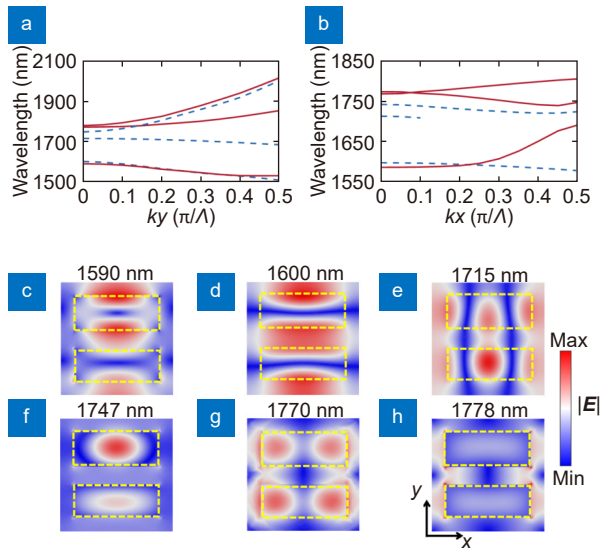 a
b
Wavelength (nm)
2100
1900
1700
1500
0 0.1 0.2 0.3 0.4 0.5
ky (π/Λ)
Wavelength (nm)
1850
1750
1650
1550
0 0.1 0.2 0.3 0.4 0.5
kx (π/Λ)
c 1590 nm
d 1600 nm
e 1715 nm
f 1747 nm
g 1770 nm
h 1778 nm
y
x
Max
|E|
Min